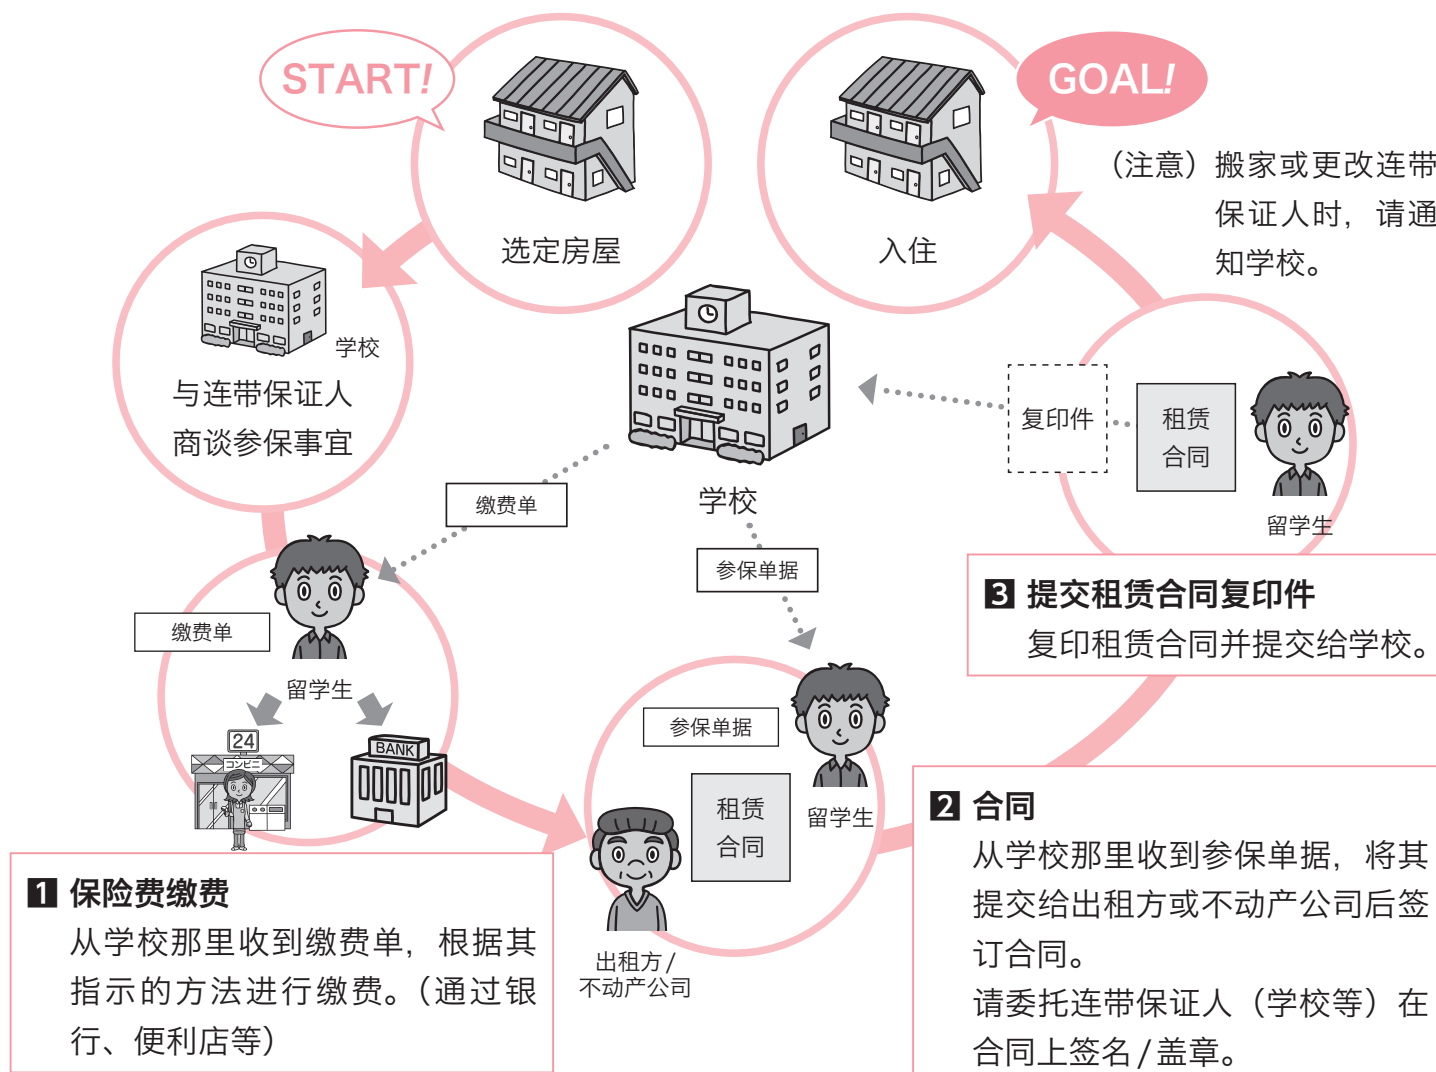 START!
选定房屋
GOAL!
入住
（注意）搬家或更改连带
保证人时，请通
知学校。
学校
与连带保证人
商谈参保事宜
学校
缴费单
参保单据
复印件
租赁
合同
留学生
3 提交租赁合同复印件
复印租赁合同并提交给学校。
缴费单
留学生
24
コンビニ
BANK
参保单据
租赁
合同
留学生
出租方/
不动产公司
1 保险费缴费
从学校那里收到缴费单，根据其
指示的方法进行缴费。（通过银
行、便利店等）
2 合同
从学校那里收到参保单据，将其
提交给出租方或不动产公司后签
订合同。
请委托连带保证人（学校等）在
合同上签名/盖章。